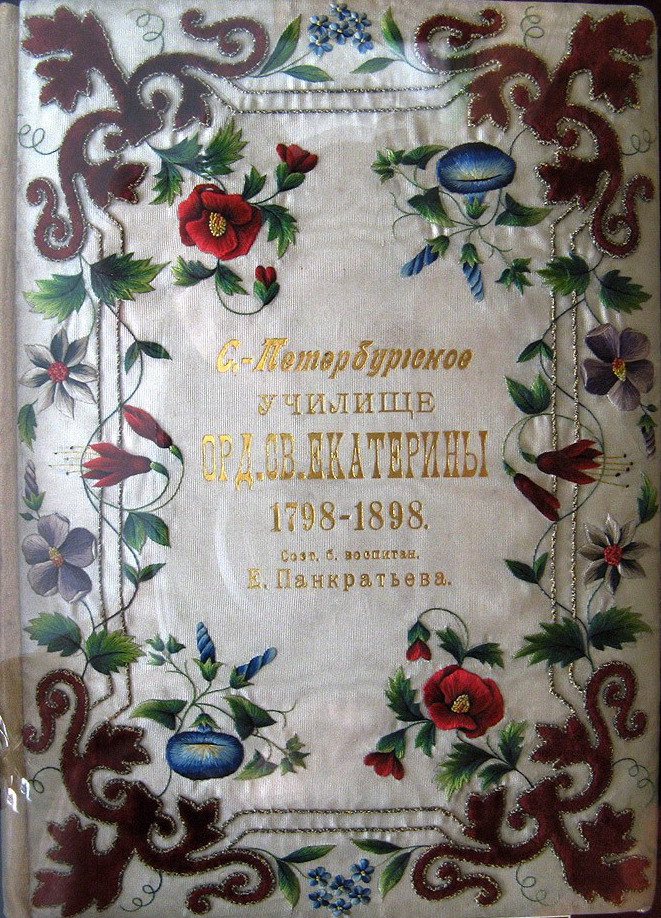 С.-Петербургское
УЧИЛИЩЕ
ОРД.СВ.ЕКАТЕРИНЫ
1798-1898.
Сост. б. воспитан.
Е. Панкратьева.